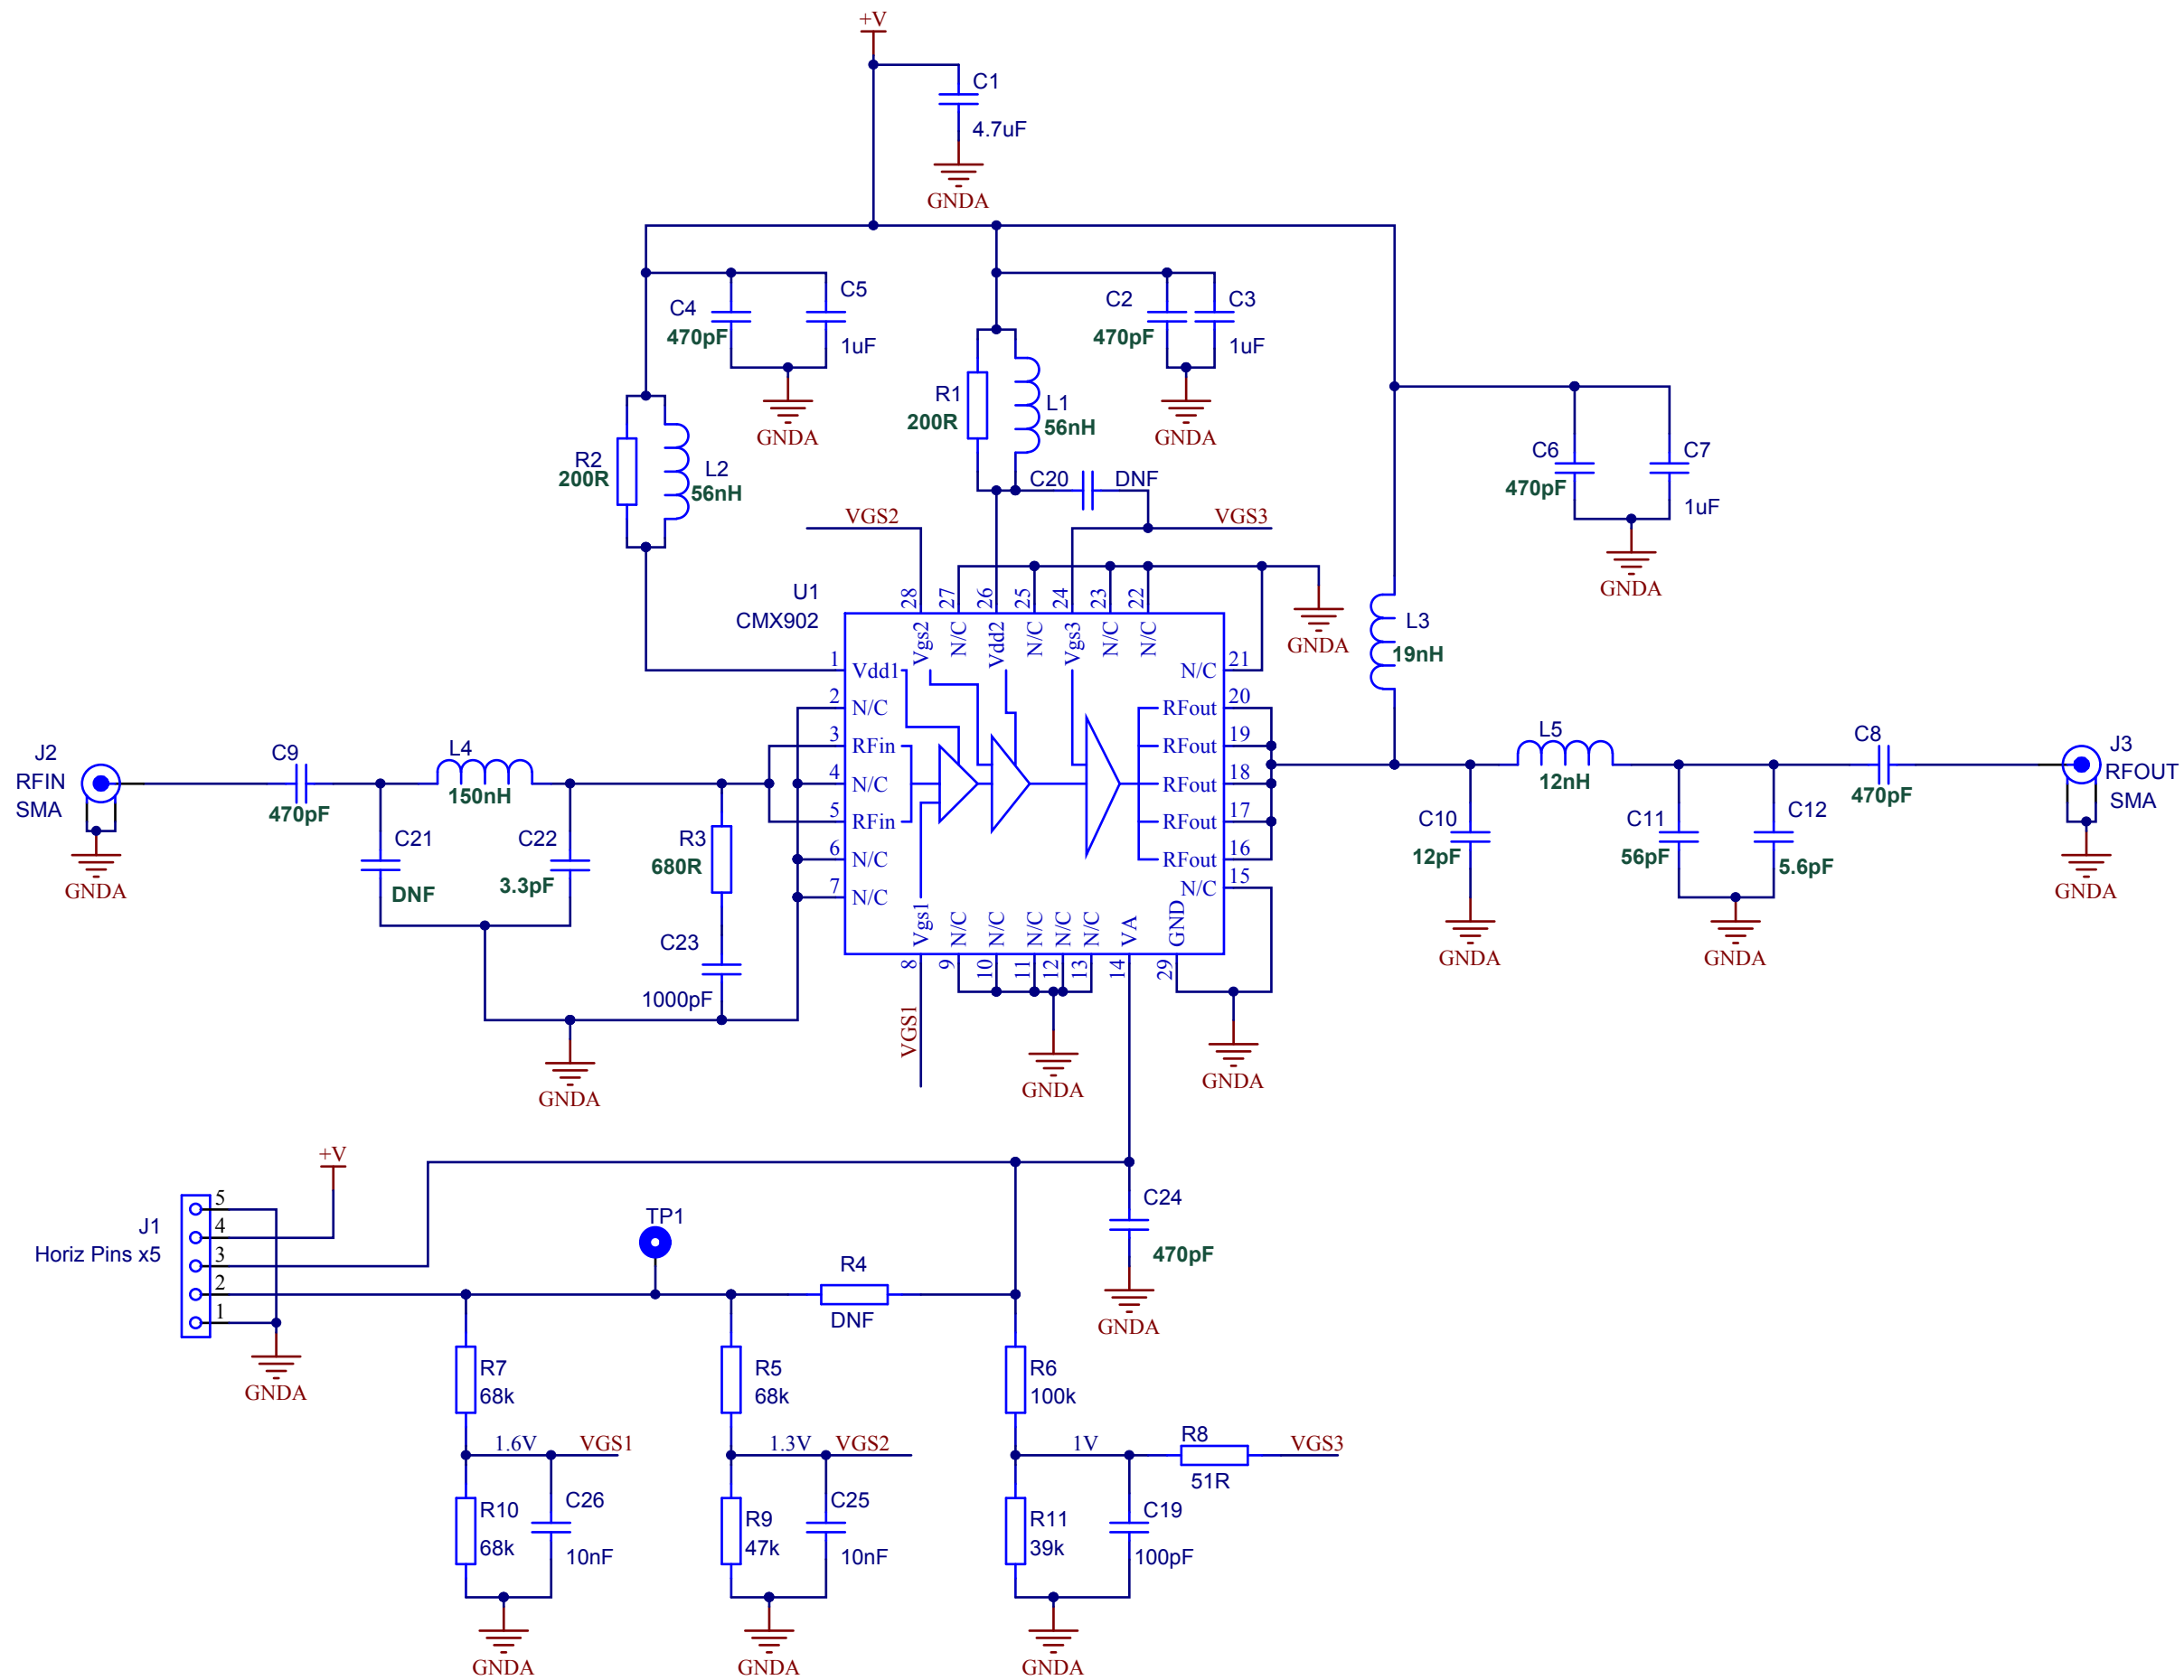 +V
C1
4.7uF
GNDA
C4
470pF
C5
1uF
GNDA
C2
470pF
C3
1uF
GNDA
R1
200R
L1
56nH
R2
200R
L2
56nH
C20
DNF
C6
470pF
C7
1uF
GNDA
VGS2
VGS3
U1
CMX902
28
27
26
25
24
23
22
Vgs2
N/C
Vdd2
N/C
Vgs3
N/C
N/C
GNDA
L3
19nH
1
Vdd1
2
N/C
3
RFin
4
N/C
5
RFin
6
N/C
7
N/C
21
N/C
20
RFout
19
RFout
18
RFout
17
RFout
16
RFout
15
N/C
Vgs1
N/C
N/C
N/C
N/C
N/C
VA
GND
8
9
10
11
12
13
14
29
VGS1
GNDA
GNDA
J2
RFIN
SMA
GNDA
C9
470pF
L4
150nH
C21
DNF
C22
3.3pF
R3
680R
C23
1000pF
GNDA
L5
12nH
C8
470pF
J3
RFOUT
SMA
GNDA
C10
12pF
GNDA
C11
56pF
C12
5.6pF
GNDA
+V
J1
Horiz Pins x5
5
4
3
2
1
GNDA
TP1
R4
DNF
C24
470pF
GNDA
R7
68k
R5
68k
R6
100k
1.6V
VGS1
1.3V
VGS2
1V
R8
51R
VGS3
R10
68k
C26
10nF
R9
47k
C25
10nF
R11
39k
C19
100pF
GNDA
GNDA
GNDA